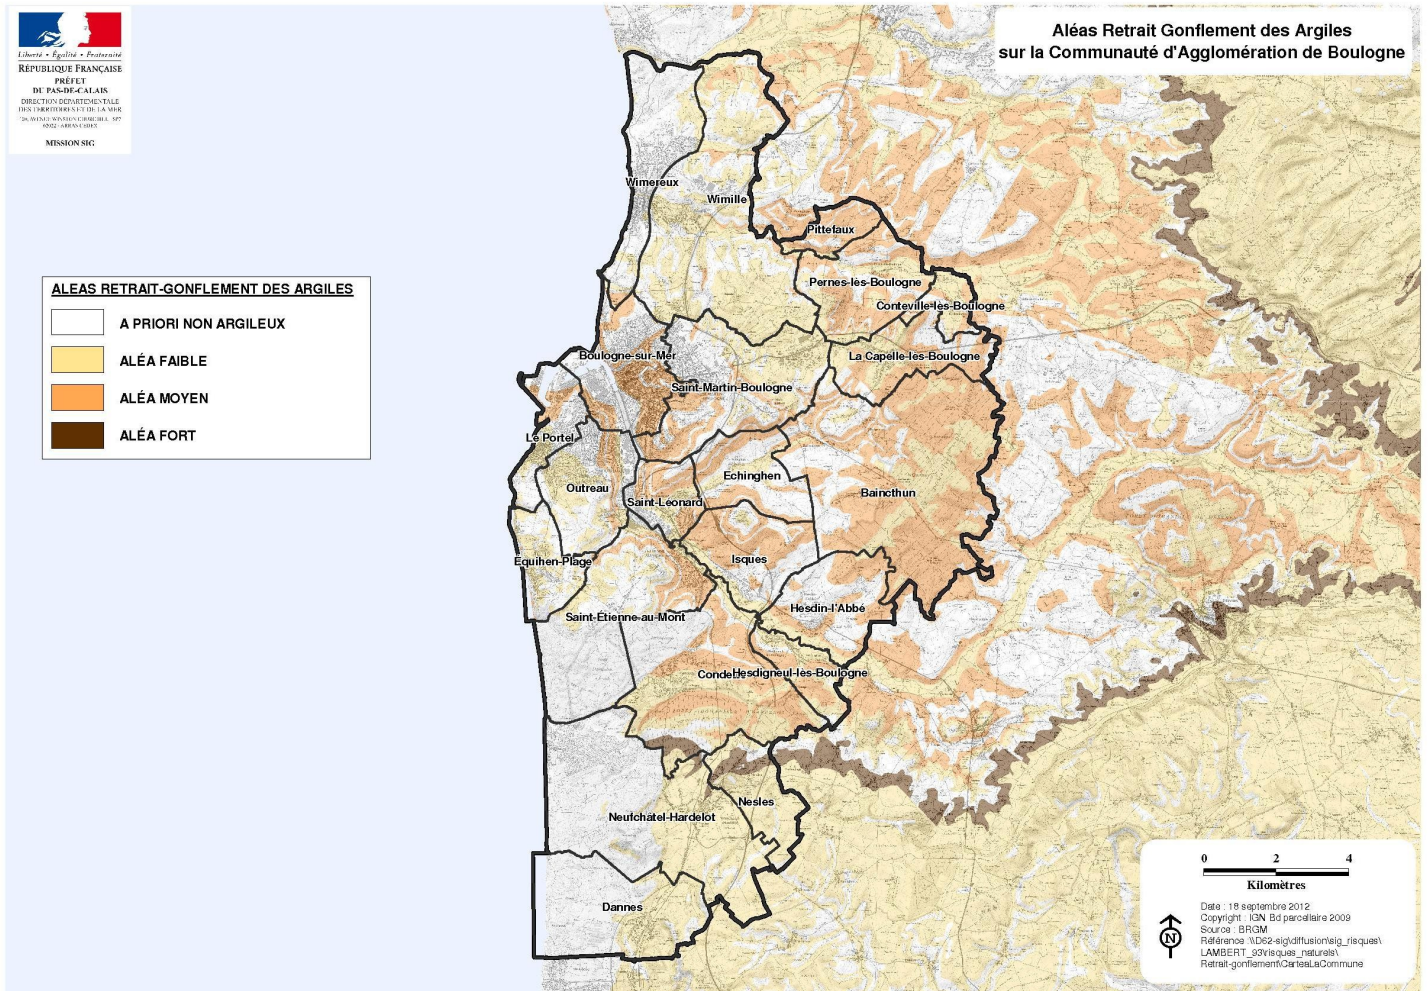 Liberté • Égalité • Fraternité
RÉPUBLIQUE FRANÇAISE
PRÉFET
DU PAS-DE-CALAIS
DIRECTION DÉPARTEMENTALE
DES TERRITOIRES ET DE LA MER
MISSION SIG
Aléas Retrait Gonflement des Argiles
sur la Communauté d'Agglomération de Boulogne
ALEAS RETRAIT-GONFLEMENT DES ARGILES
A PRIORI NON ARGILEUX
ALÉA FAIBLE
ALÉA MOYEN
ALÉA FORT
Wimereux
Wimille
Pittefaux
Pernes-lès-Boulogne
Conteville-lès-Boulogne
Boulogne-sur-Mer
La Capelle-lès-Boulogne
Saint-Martin-Boulogne
Le Portel
Echinghen
Outreau
Baincthun
Saint-Léonard
Équihen-Plage
Isques
Saint-Étienne-au-Mont
Hesdin-l'Abbé
Hesdigneul-lès-Boulogne
Nesles
Neufchâtel-Hardelot
Dannes
0 2 4
Kilomètres
N
Date : 18 septembre 2012
Copyright : IGN Bd parcellaire 2009
Source : BRGM
Référence :\\D62-sig\diffusion\sig_risques\
LAMBERT_93\risques_naturels\
Retrait-gonflement\CarteaLaCommune